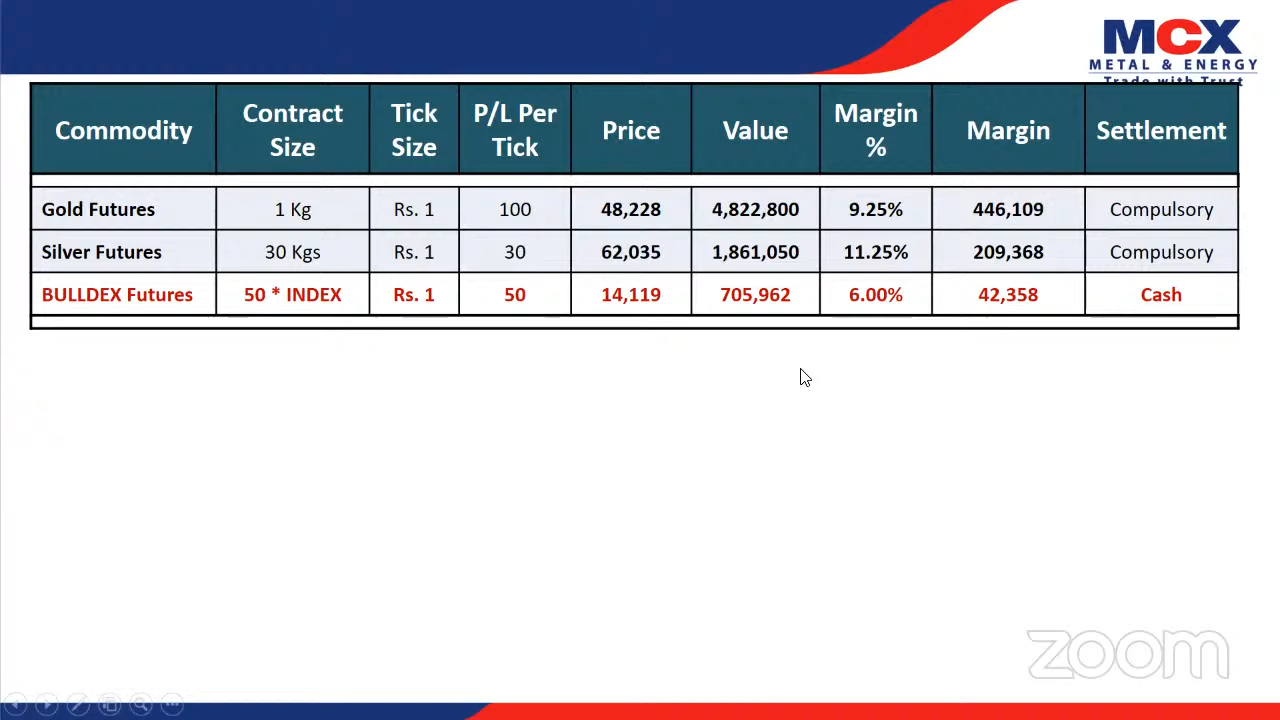 MCX
METAL & ENERGY
Trade with Trust
Commodity Contract Size Tick Size P/L Per Tick Price Value Margin % Margin Settlement
Gold Futures 1 Kg Rs. 1 100 48,228 4,822,800 9.25% 446,109 Compulsory
Silver Futures 30 Kgs Rs. 1 30 62,035 1,861,050 11.25% 209,368 Compulsory
BULLDEX Futures 50 * INDEX Rs. 1 50 14,119 705,962 6.00% 42,358 Cash
zoom